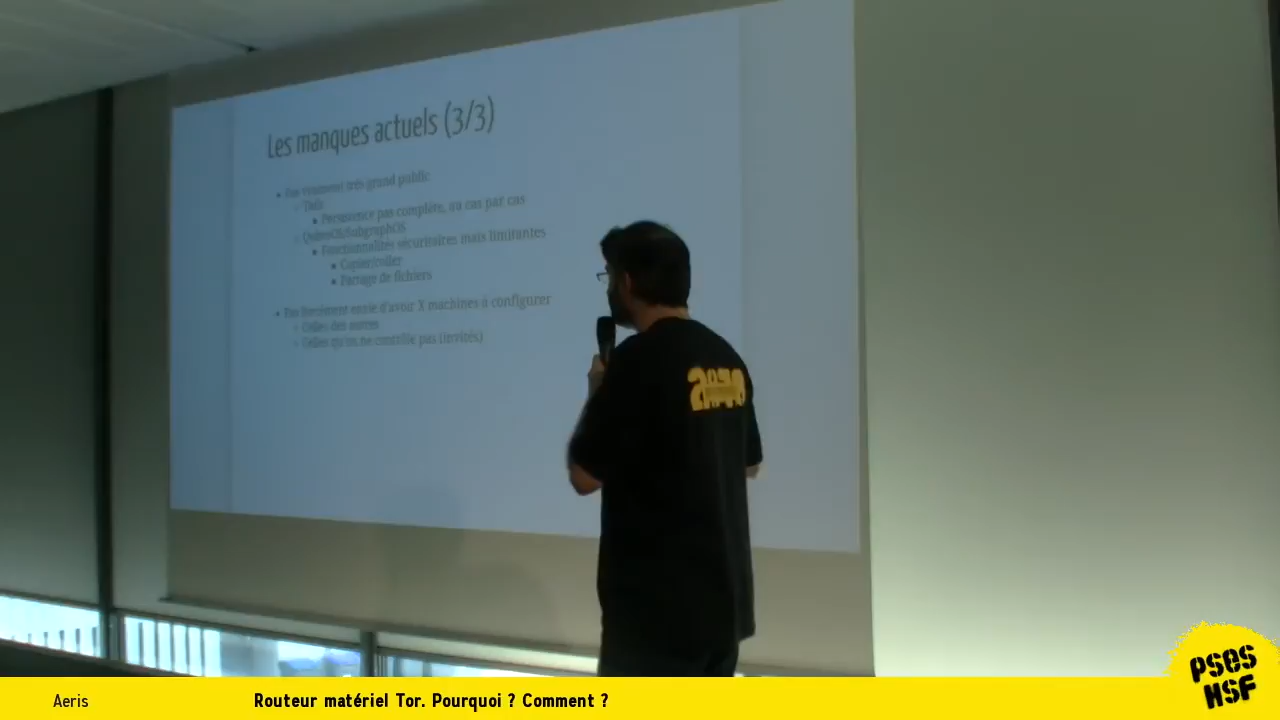 Les manques actuels (3/3)
Pas vraiment très grand public
Tails
Persistence pas complète, au cas par cas
QubesOS/SubgraphOS
Fonctionnalités sécuritaires mais limitantes
Copier/coller
Partage de fichiers
Pas forcément envie d'avoir X machines à configurer
Celles des autres
Celles qu'on ne contrôle pas (invités)
PSES
HSF
Aeris
Routeur matériel Tor. Pourquoi ? Comment ?